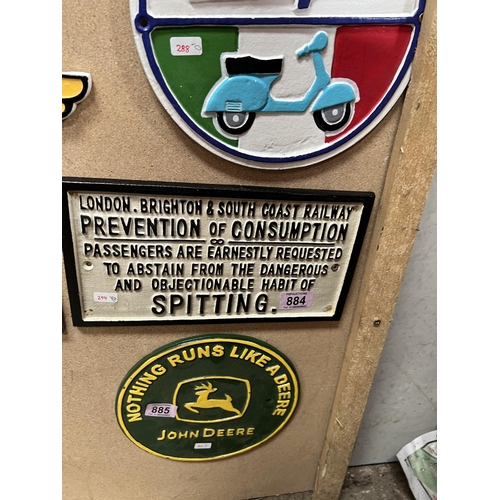 288
LONDON, BRIGHTON & SOUTH COAST RAILWAY
PREVENTION OF CONSUMPTION
PASSENGERS ARE EARNESTLY REQUESTED
TO ABSTAIN FROM THE DANGEROUS
AND OBJECTIONABLE HABIT OF
SPITTING.
884
NOTHING RUNS LIKE A DEERE
885
JOHN DEERE